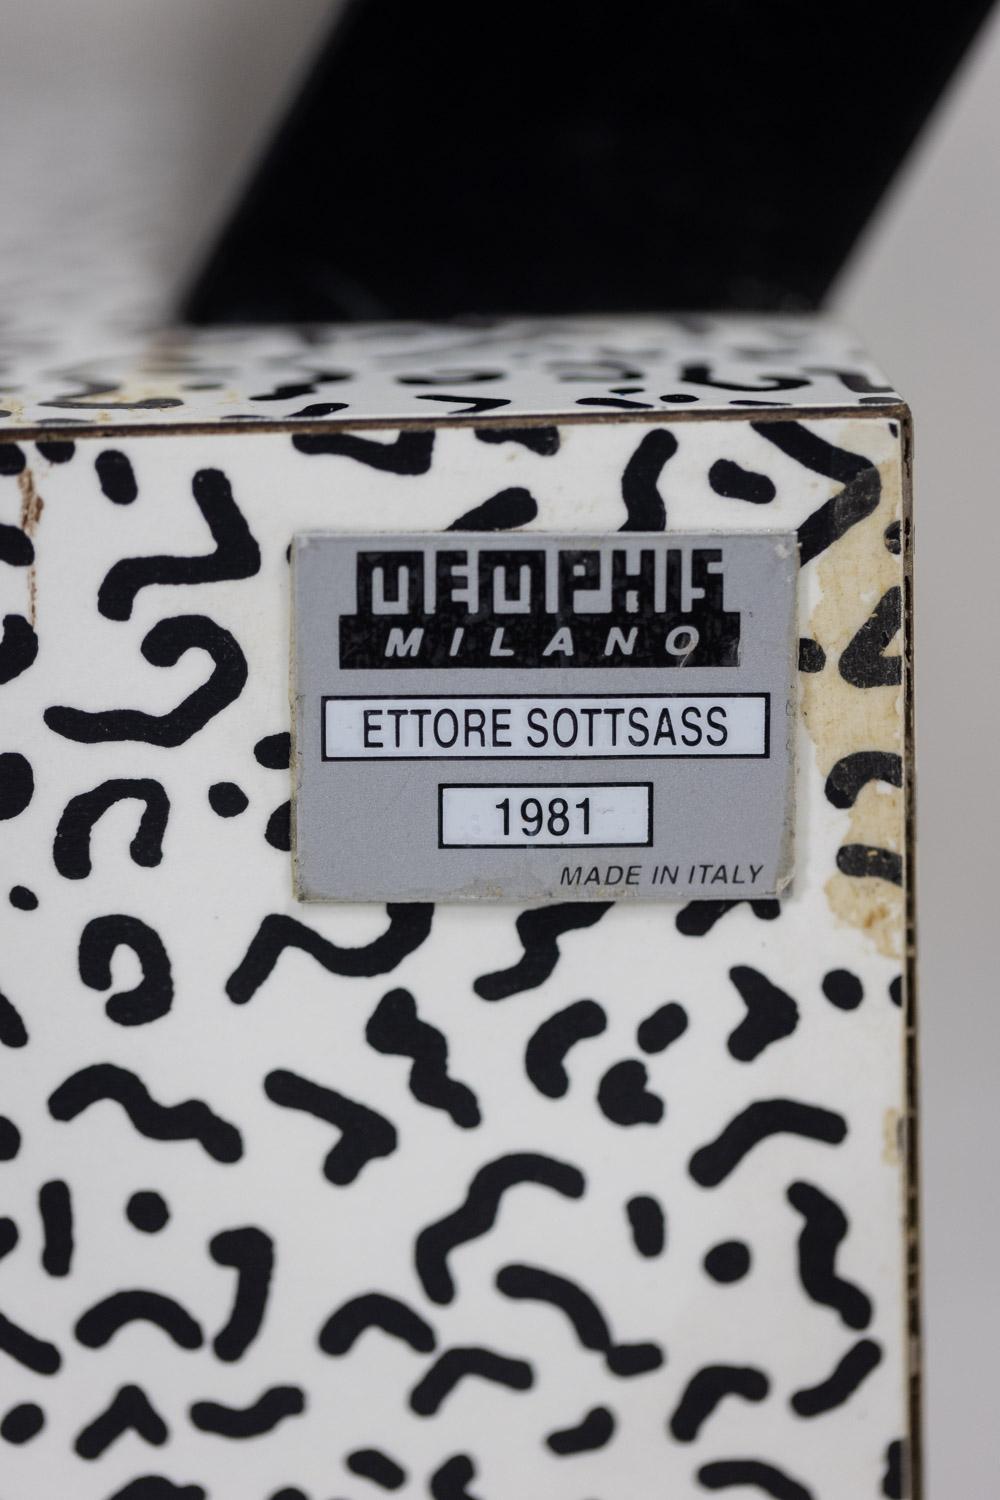 MEMPHIS
MILANO
ETTORE SOTTSASS
1981
MADE IN ITALY